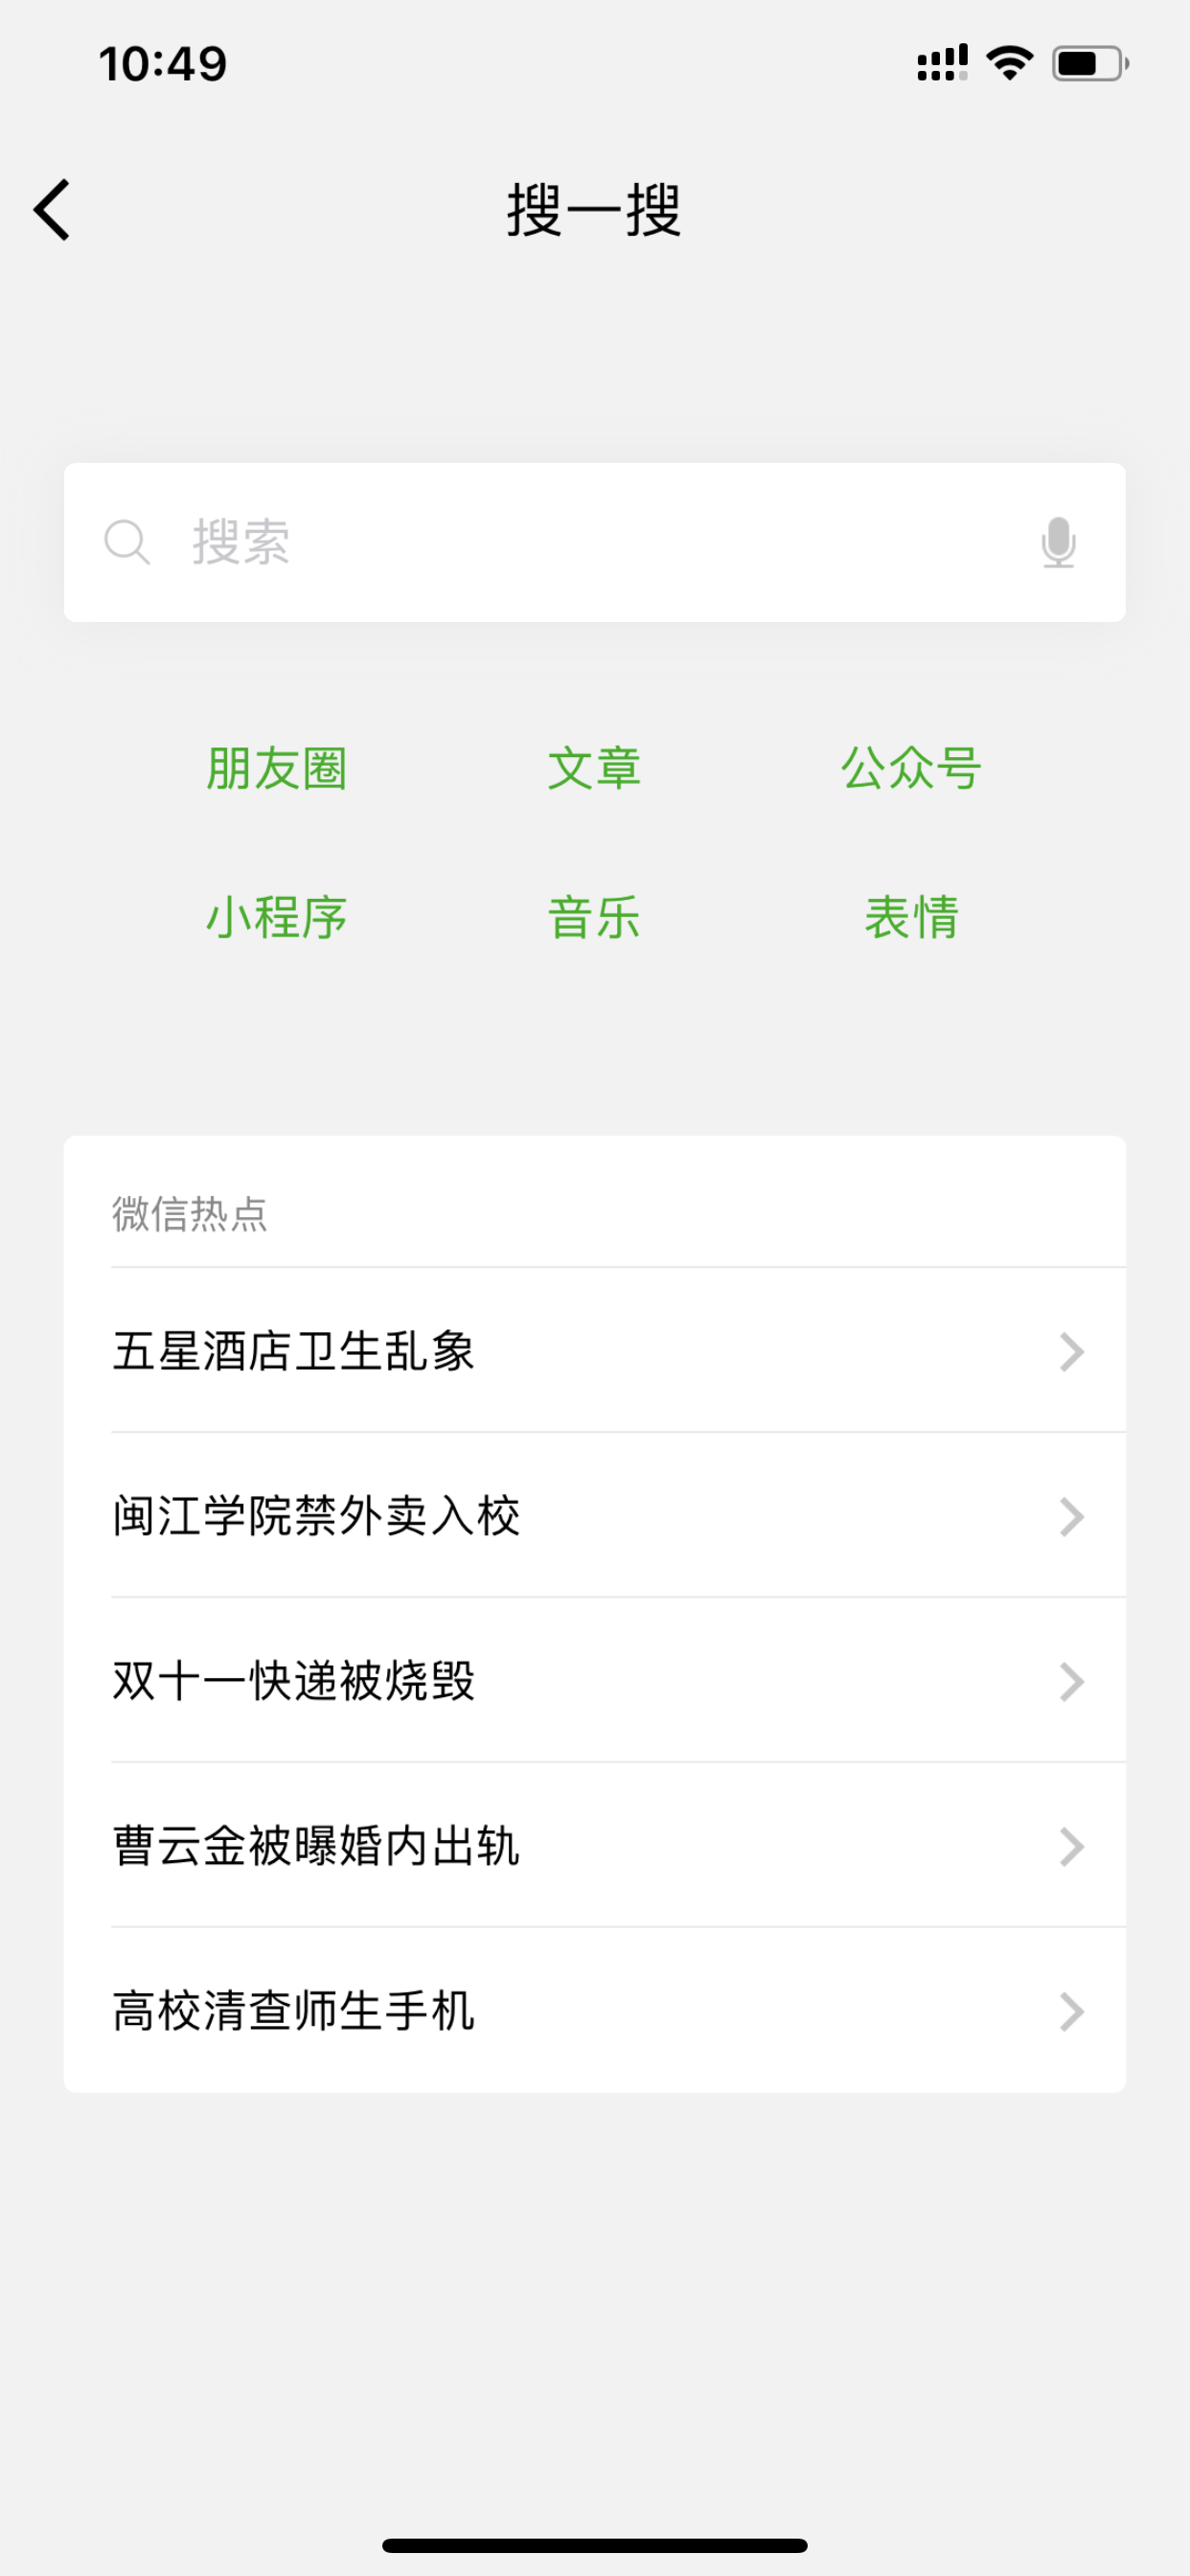 10:49
搜一搜
搜索
朋友圈 文章 公众号
小程序 音乐 表情
微信热点
五星酒店卫生乱象
闽江学院禁外卖入校
双十一快递被烧毁
曹云金被曝婚内出轨
高校清查师生手机